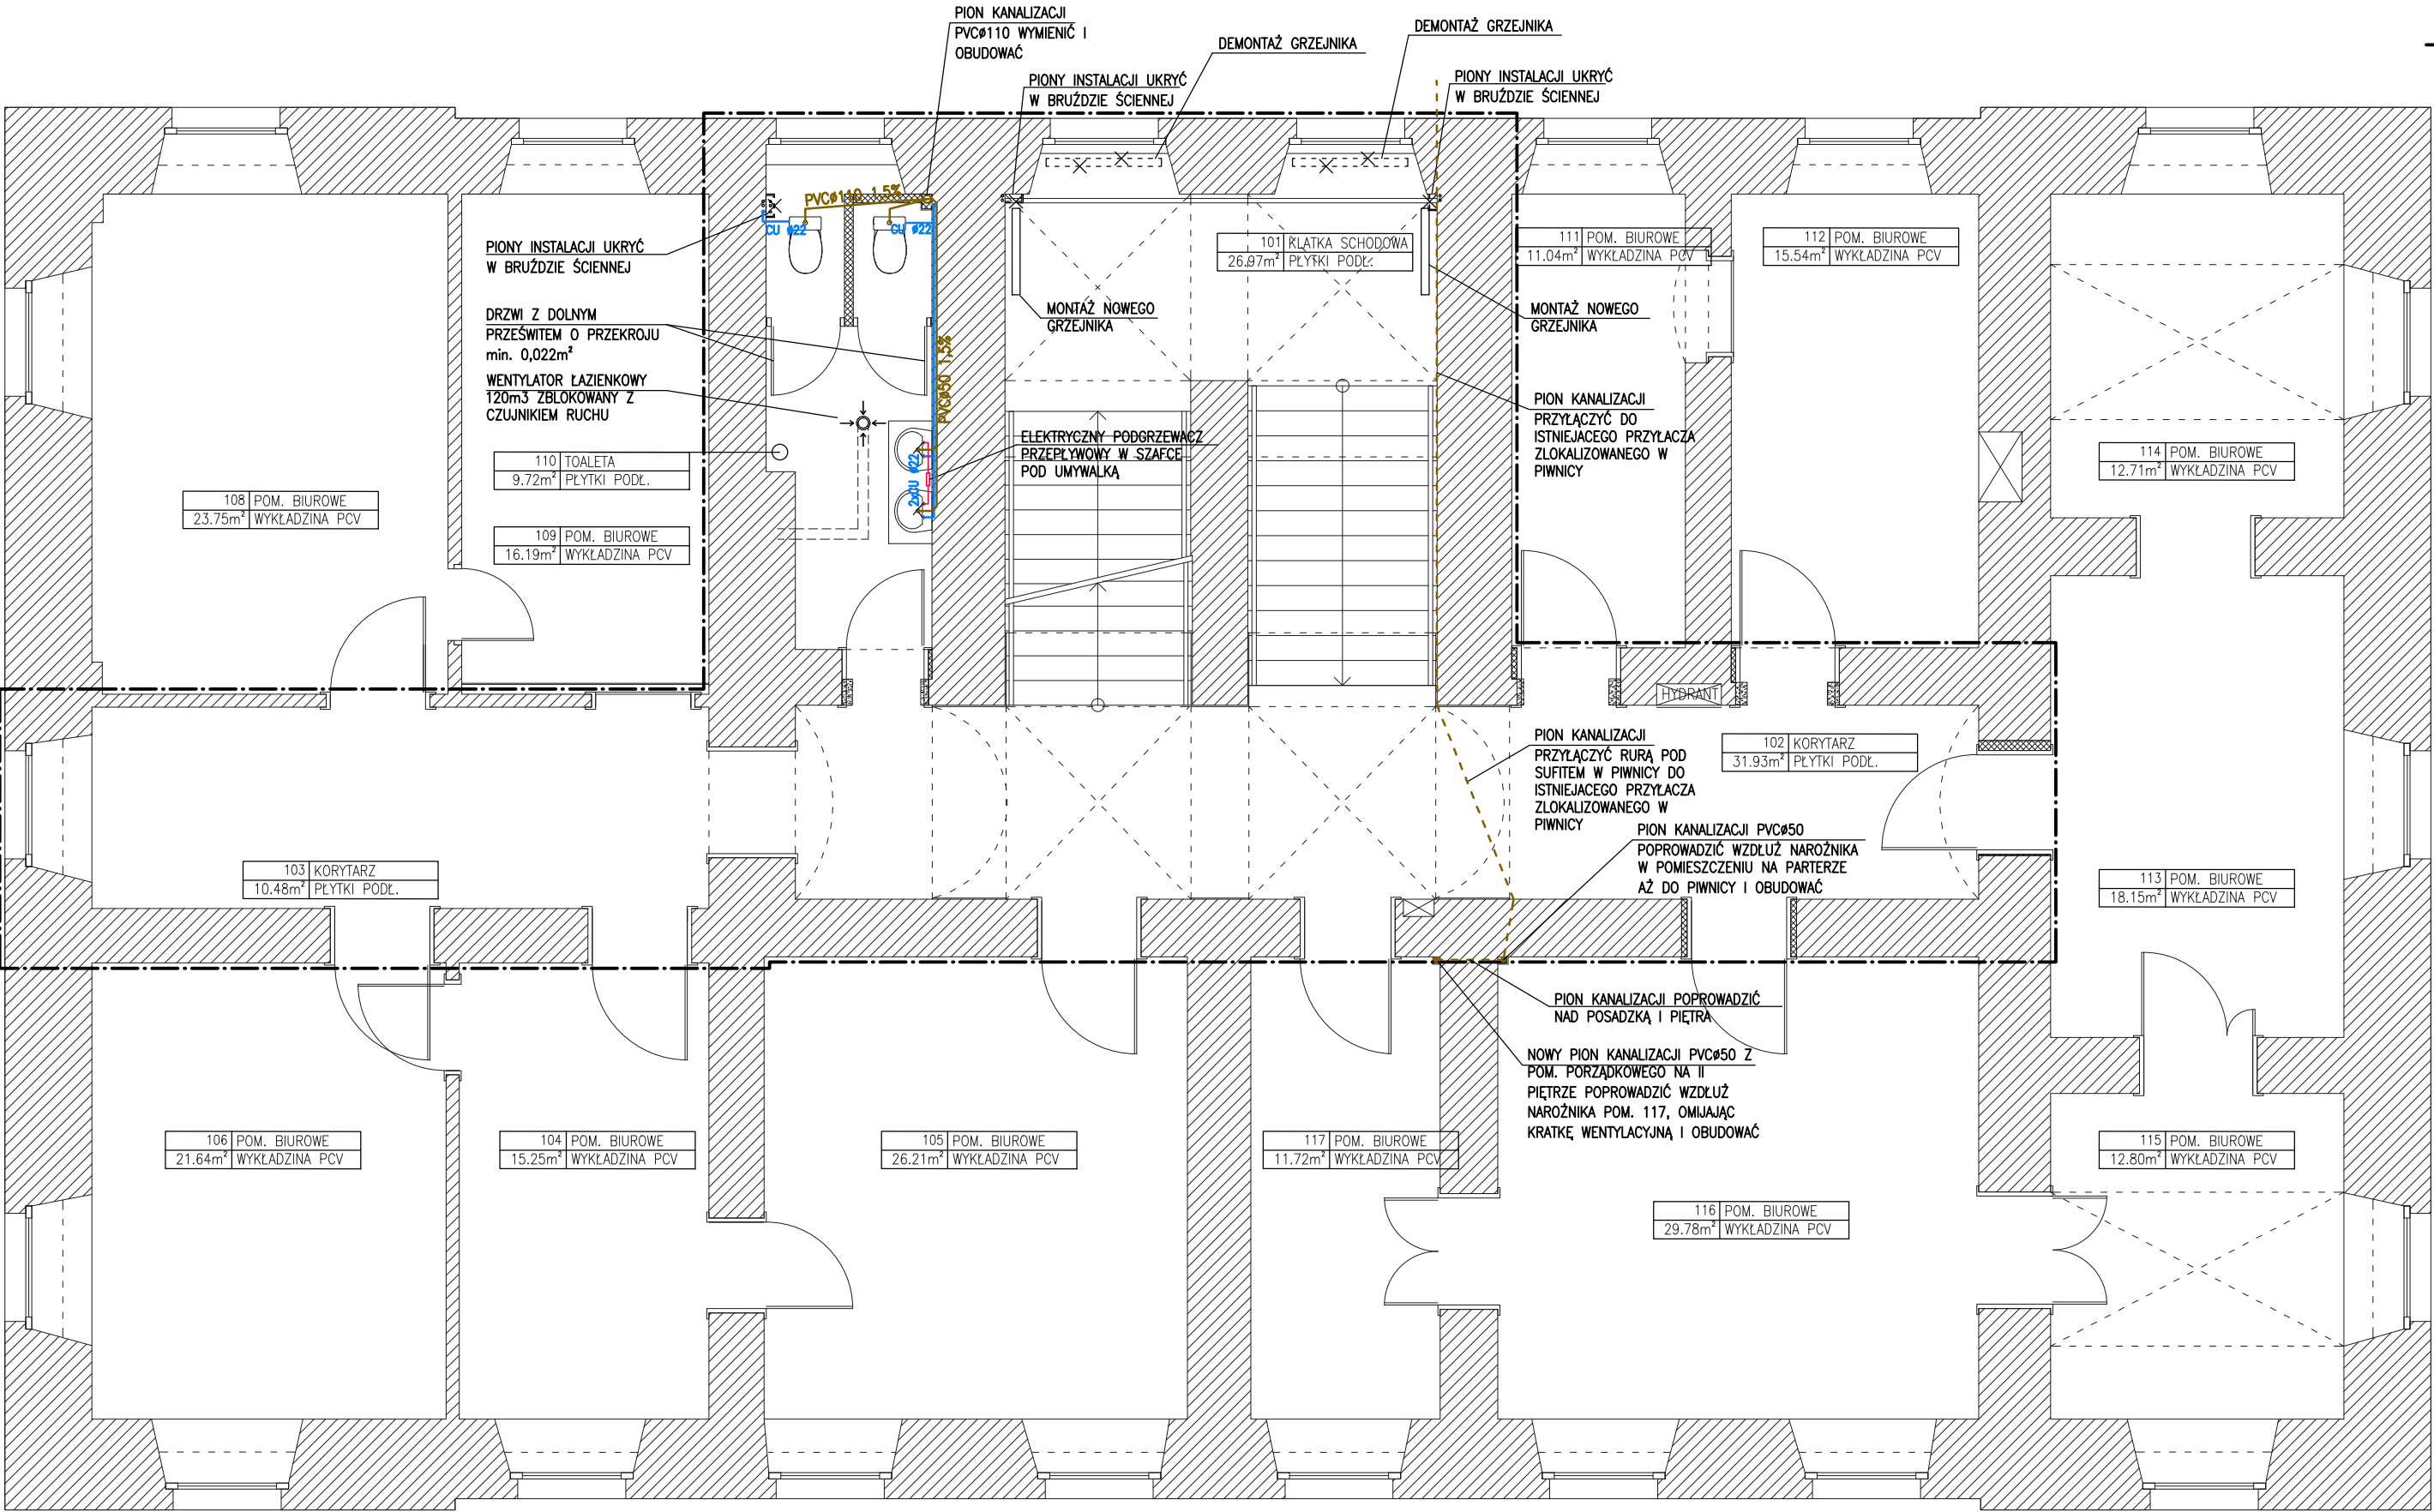 PION KANALIZACJI
PVCø110 WYMIENIĆ I
OBUDOWAĆ
DEMONTAŻ GRZEJNIKA
DEMONTAŻ GRZEJNIKA
PIONY INSTALACJI UKRYĆ
W BRUŹDZIE ŚCIENNEJ
PIONY INSTALACJI UKRYĆ
W BRUŹDZIE ŚCIENNEJ
PVCø110 1,5%
CU ø22
CU ø22
PIONY INSTALACJI UKRYĆ
W BRUŹDZIE ŚCIENNEJ
101 KLATKA SCHODOWA
26.97m² PŁYTKI PODŁ.
111 POM. BIUROWE
11.04m² WYKŁADZINA PCV
112 POM. BIUROWE
15.54m² WYKŁADZINA PCV
DRZWI Z DOLNYM
PRZEŚWITEM O PRZEKROJU
min. 0,022m²
MONTAŻ NOWEGO
GRZEJNIKA
MONTAŻ NOWEGO
GRZEJNIKA
PVCø50 1,5%
WENTYLATOR ŁAZIENKOWY
120m3 ZBLOKOWANY Z
CZUJNIKIEM RUCHU
PION KANALIZACJI
PRZYŁĄCZYĆ DO
ISTNIEJACEGO PRZYŁACZA
ZLOKALIZOWANEGO W
PIWNICY
ELEKTRYCZNY PODGRZEWACZ
PRZEPŁYWOWY W SZAFCE
POD UMYWALKĄ
2xCU ø22
110 TOALETA
9.72m² PŁYTKI PODŁ.
114 POM. BIUROWE
12.71m² WYKŁADZINA PCV
108 POM. BIUROWE
23.75m² WYKŁADZINA PCV
109 POM. BIUROWE
16.19m² WYKŁADZINA PCV
HYDRANT
PION KANALIZACJI
PRZYŁĄCZYĆ RURĄ POD
SUFITEM W PIWNICY DO
ISTNIEJACEGO PRZYŁACZA
ZLOKALIZOWANEGO W
PIWNICY
102 KORYTARZ
31.93m² PŁYTKI PODŁ.
PION KANALIZACJI PVCø50
POPROWADZIĆ WZDŁUŻ NAROŻNIKA
W POMIESZCZENIU NA PARTERZE
AŻ DO PIWNICY I OBUDOWAĆ
103 KORYTARZ
10.48m² PŁYTKI PODŁ.
113 POM. BIUROWE
18.15m² WYKŁADZINA PCV
PION KANALIZACJI POPROWADZIĆ
NAD POSADZKĄ I PIĘTRA
NOWY PION KANALIZACJI PVCø50 Z
POM. PORZĄDKOWEGO NA II
PIĘTRZE POPROWADZIĆ WZDŁUŻ
NAROŻNIKA POM. 117, OMIJAJĄC
KRATKĘ WENTYLACYJNĄ I OBUDOWAĆ
106 POM. BIUROWE
21.64m² WYKŁADZINA PCV
104 POM. BIUROWE
15.25m² WYKŁADZINA PCV
105 POM. BIUROWE
26.21m² WYKŁADZINA PCV
117 POM. BIUROWE
11.72m² WYKŁADZINA PCV
115 POM. BIUROWE
12.80m² WYKŁADZINA PCV
116 POM. BIUROWE
29.78m² WYKŁADZINA PCV